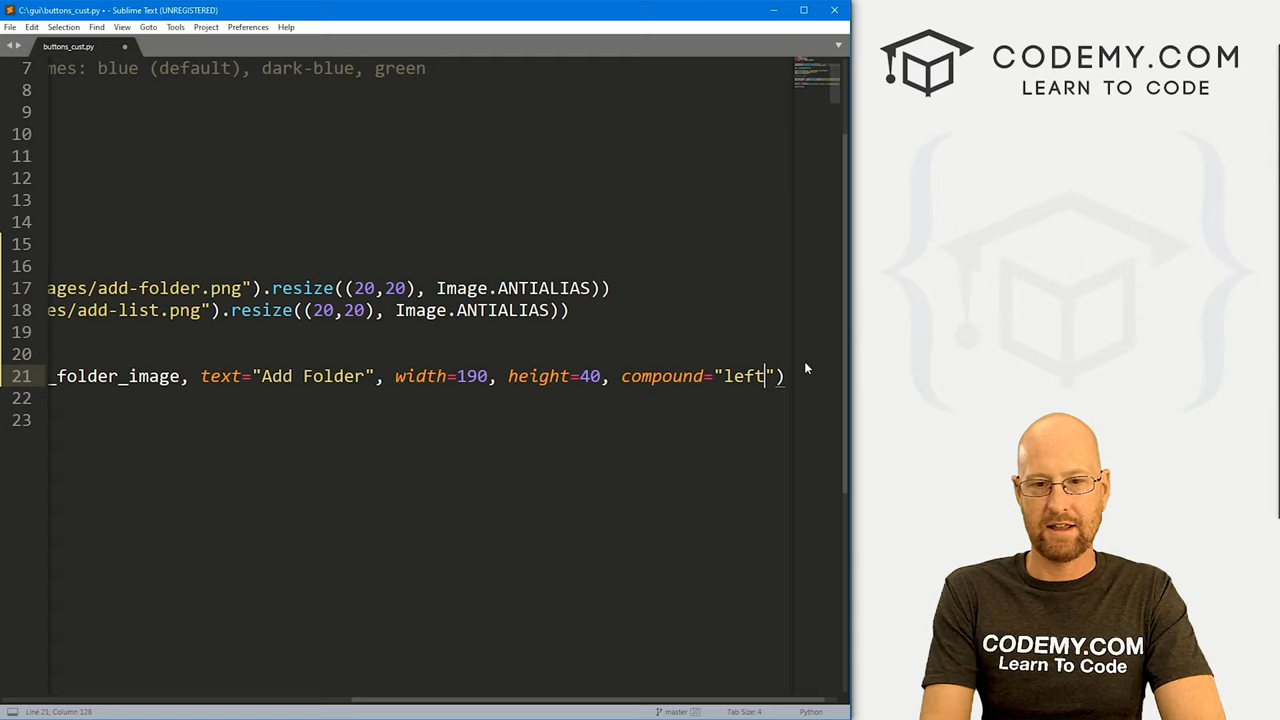 C:\gui\buttons_cust.py • - Sublime Text (UNREGISTERED)
File Edit Selection Find View Goto Tools Project Preferences Help
buttons_cust.py
7 mes: blue (default), dark-blue, green
8
9
10
11
12
13
14
15
16
17 ages/add-folder.png").resize((20,20), Image.ANTIALIAS))
18 es/add-list.png").resize((20,20), Image.ANTIALIAS))
19
20
21 _folder_image, text="Add Folder", width=190, height=40, compound="left")
22
23
Line 21, Column 128
master
Tab Size: 4
Python
CODEMY.COM
LEARN TO CODE
CODEMY.COM
Learn To Code